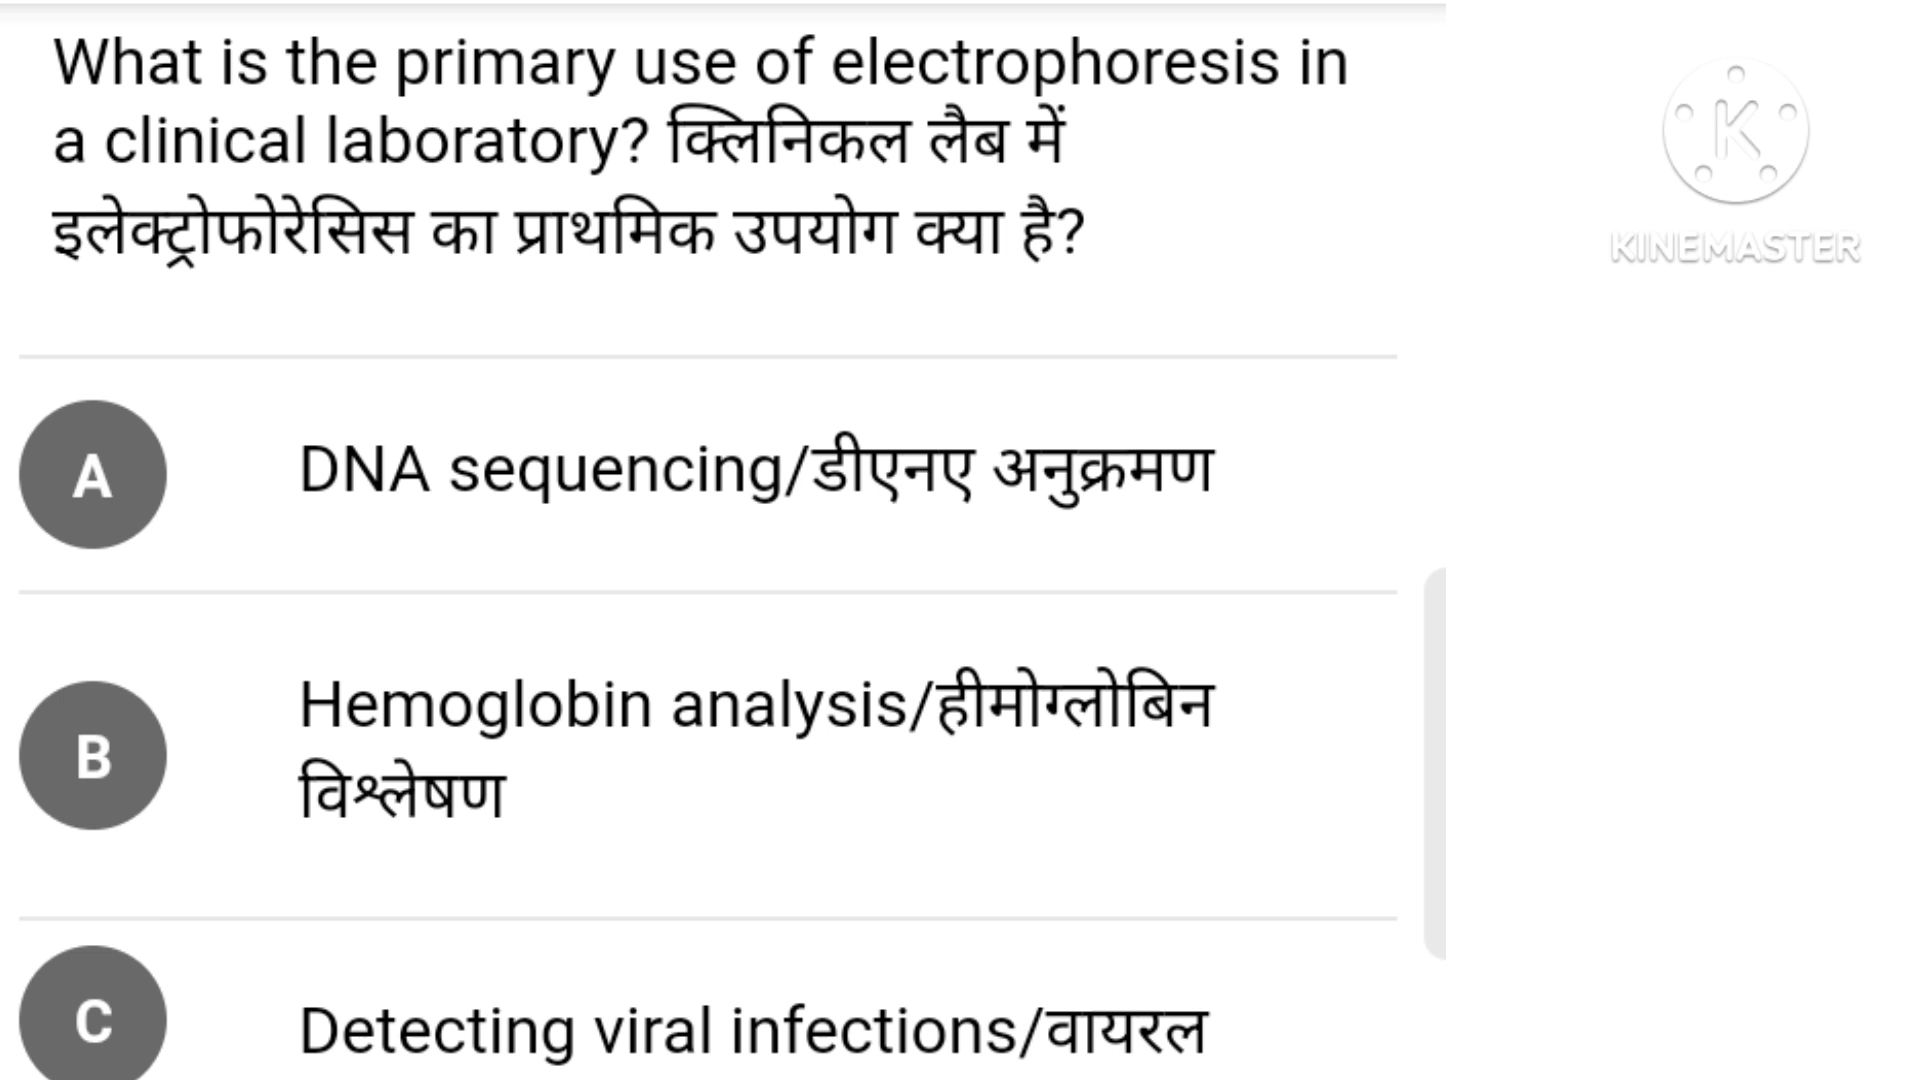 What is the primary use of electrophoresis in
a clinical laboratory? क्लिनिकल लैब में
इलेक्ट्रोफोरेसिस का प्राथमिक उपयोग क्या है?
K
KINEMASTER
A
DNA sequencing/डीएनए अनुक्रमण
B
Hemoglobin analysis/हीमोग्लोबिन
विश्लेषण
C
Detecting viral infections/वायरल